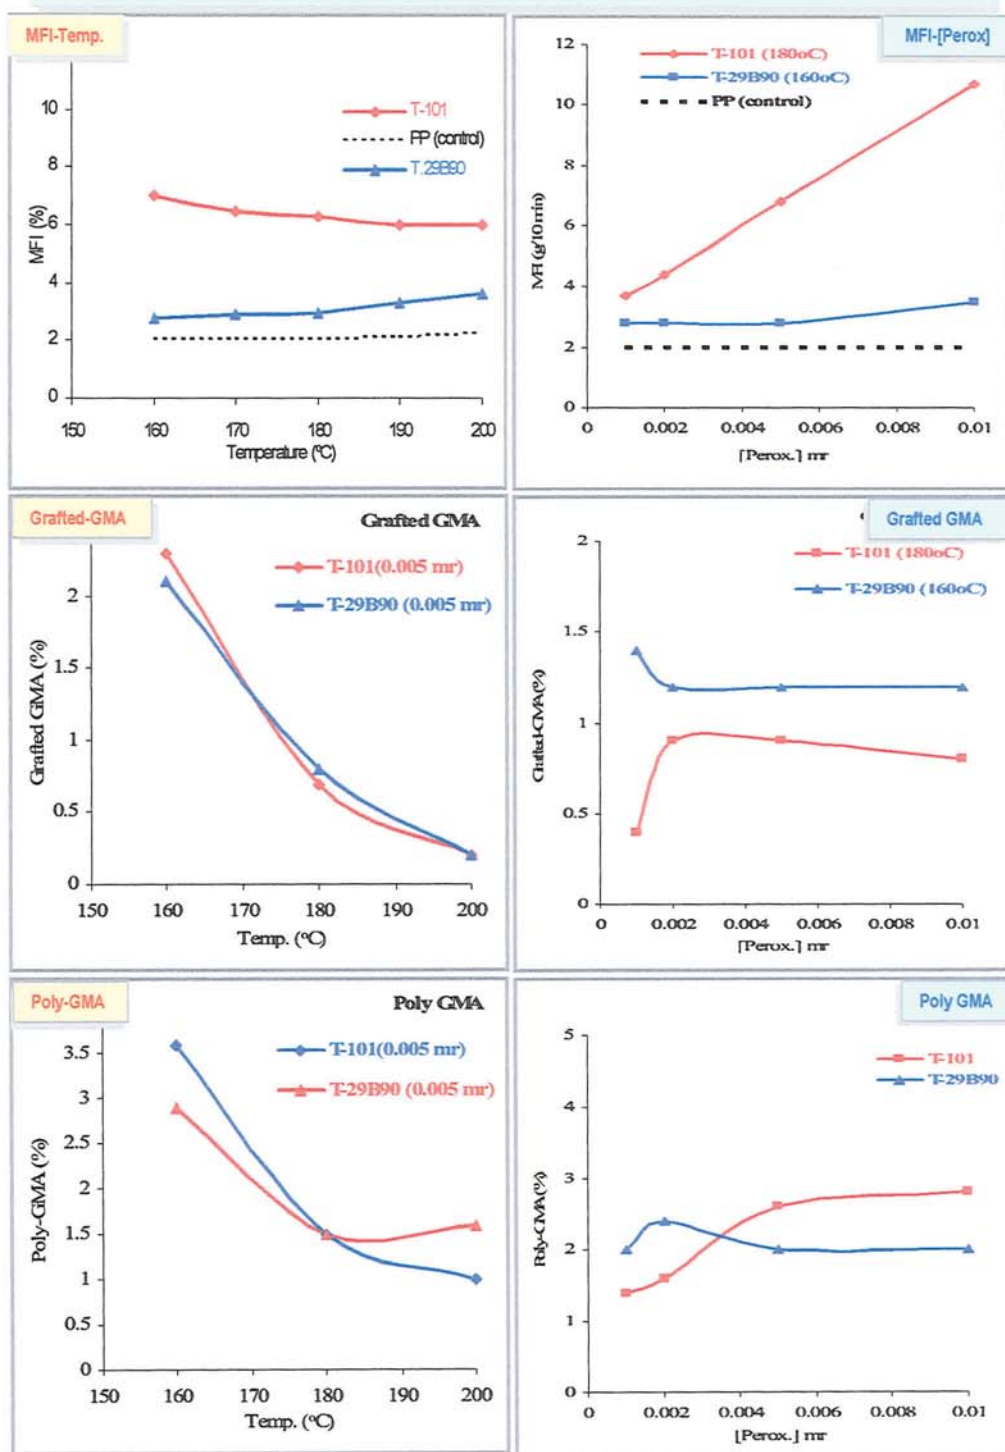 MFI-Temp.
10
8
6
4
2
0
MFI (%)
T-101
PP (control)
T.29B90
150
160
170
180
190
200
Temperature (ºC)
MFI-[Perox]
12
10
8
6
4
2
0
MFI (g/10min)
T-101 (180oC)
T-29B90 (160oC)
PP (control)
0
0.002
0.004
0.006
0.008
0.01
[Perox.] mr
Grafted-GMA
Grafted GMA
2
1.5
1
0.5
0
Grafted GMA (%)
T-101(0.005 mr)
T-29B90 (0.005 mr)
150
160
170
180
190
200
Temp. (ºC)
Grafted GMA
2
1.5
1
0.5
0
Grafted-GMA(%)
T-101 (180oC)
T-29B90 (160oC)
0
0.002
0.004
0.006
0.008
0.01
[Perox.] mr
Poly-GMA
Poly GMA
3.5
3
2.5
2
1.5
1
0.5
0
Poly-GMA (%)
T-101(0.005 mr)
T-29B90 (0.005 mr)
150
160
170
180
190
200
Temp. (ºC)
Poly GMA
5
4
3
2
1
0
Poly-GMA(%)
T-101
T-29B90
0
0.002
0.004
0.006
0.008
0.01
[Perox.] mr